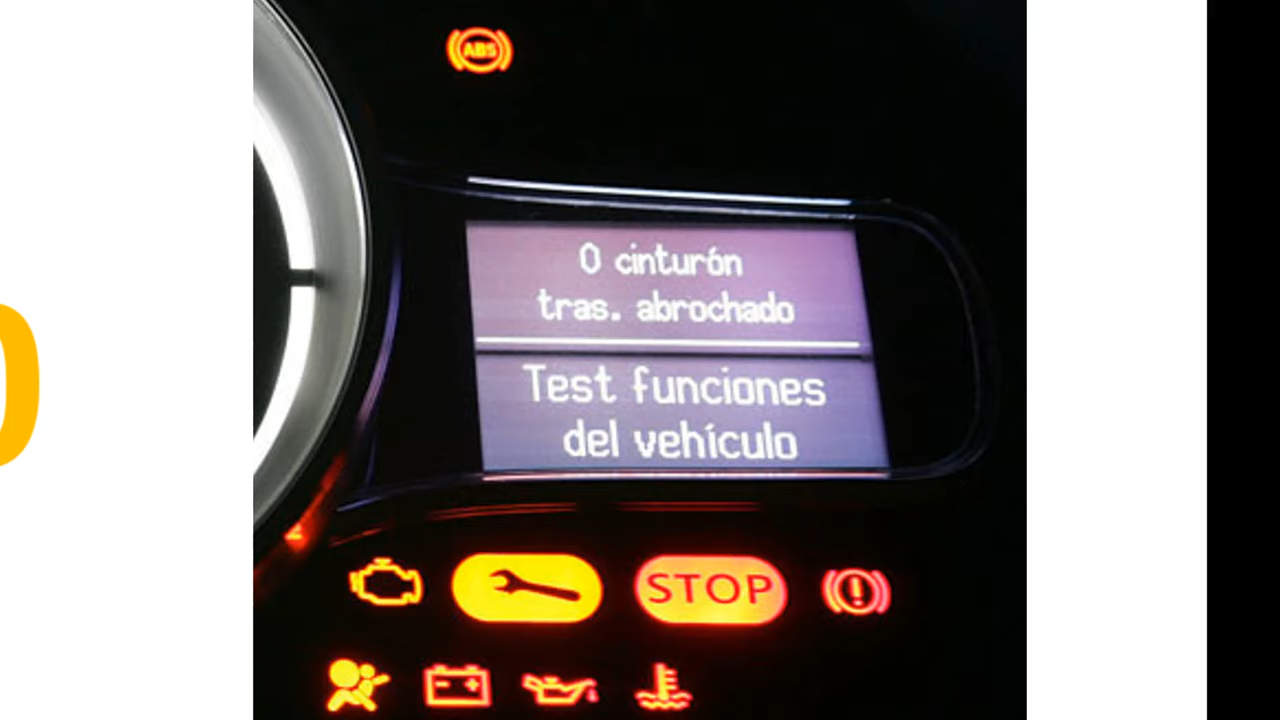 ABS
0 cinturón
tras. abrochado
Test funciones
del vehículo
STOP